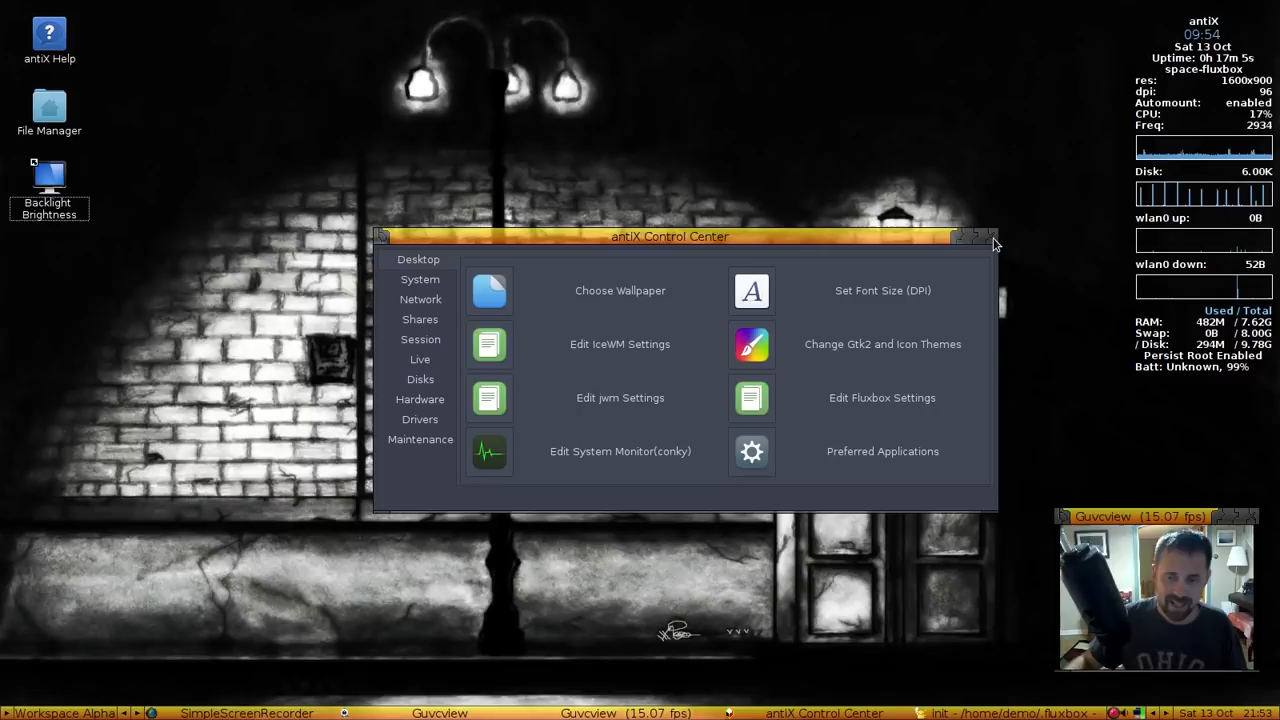 antiX Help
File Manager
Backlight
Brightness
antiX
09:54
Sat 13 Oct
Uptime: 0h 17m 5s
space-fluxbox
res: 1600x900
dpi: 96
Automount: enabled
CPU: 17%
Freq: 2934
Disk: 6.00K
wlan0 up: 0B
wlan0 down: 52B
Used / Total
RAM: 482M / 7.62G
Swap: 0B / 8.00G
/ Disk: 294M / 9.78G
Persist Root Enabled
Batt: Unknown, 99%
antiX Control Center
Desktop
System
Network
Shares
Session
Live
Disks
Hardware
Drivers
Maintenance
Choose Wallpaper
Set Font Size (DPI)
Edit IceWM Settings
Change Gtk2 and Icon Themes
Edit jwm Settings
Edit Fluxbox Settings
Edit System Monitor(conky)
Preferred Applications
Guvcview (15.07 fps)
OHIO
Workspace Alpha SimpleScreenRecorder Guvcview Guvcview (15.07 fps) antiX Control Center init - /home/demo/.fluxbox - Sat 13 Oct 21:53